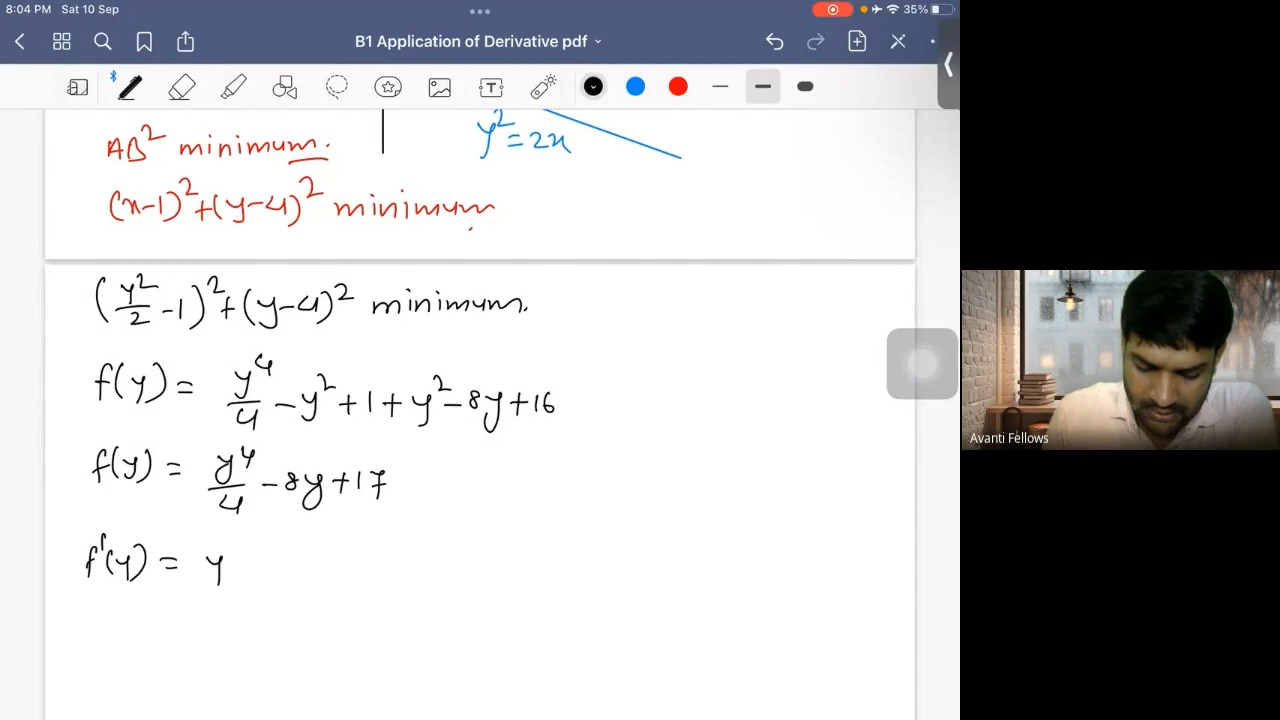 8:04 PM Sat 10 Sep
35%
B1 Application of Derivative pdf
y² = 2x
AB² minimum.
(x-1)²+(y-4)² minimum
(y²/2 -1)²+(y-4)² minimum.
f(y) = y⁴/4 - y² + 1 + y² - 8y + 16
f(y) = y⁴/4 - 8y + 17
f'(y) = y
Avanti Fellows